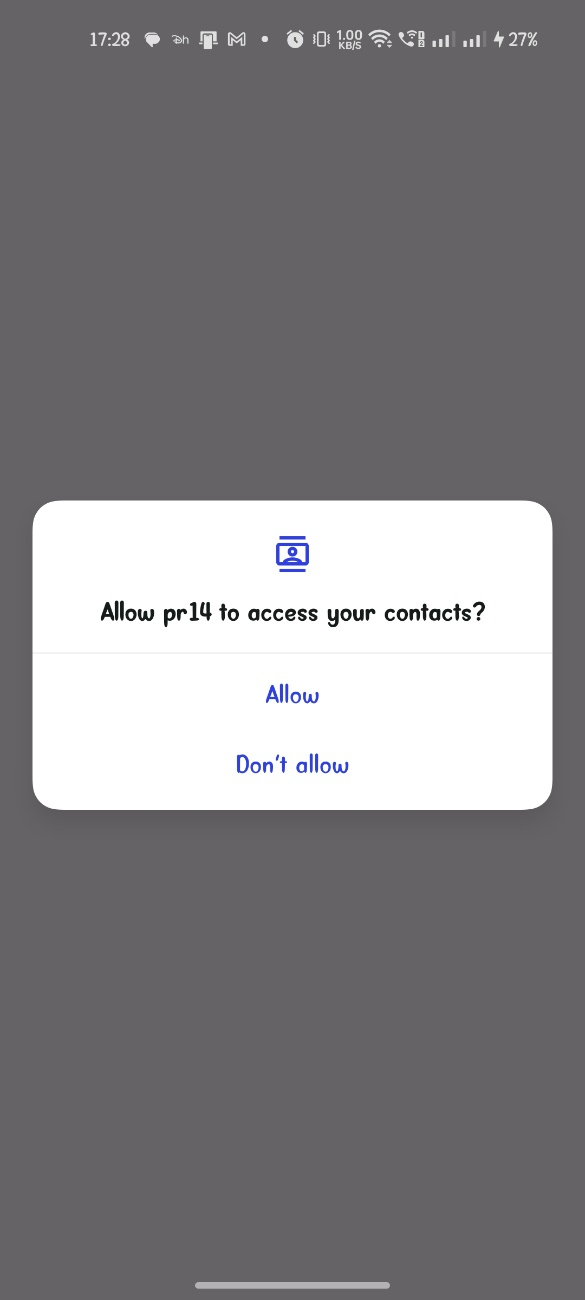 17:28 1.00 KB/S 27%
Allow pr14 to access your contacts?
Allow
Don't allow